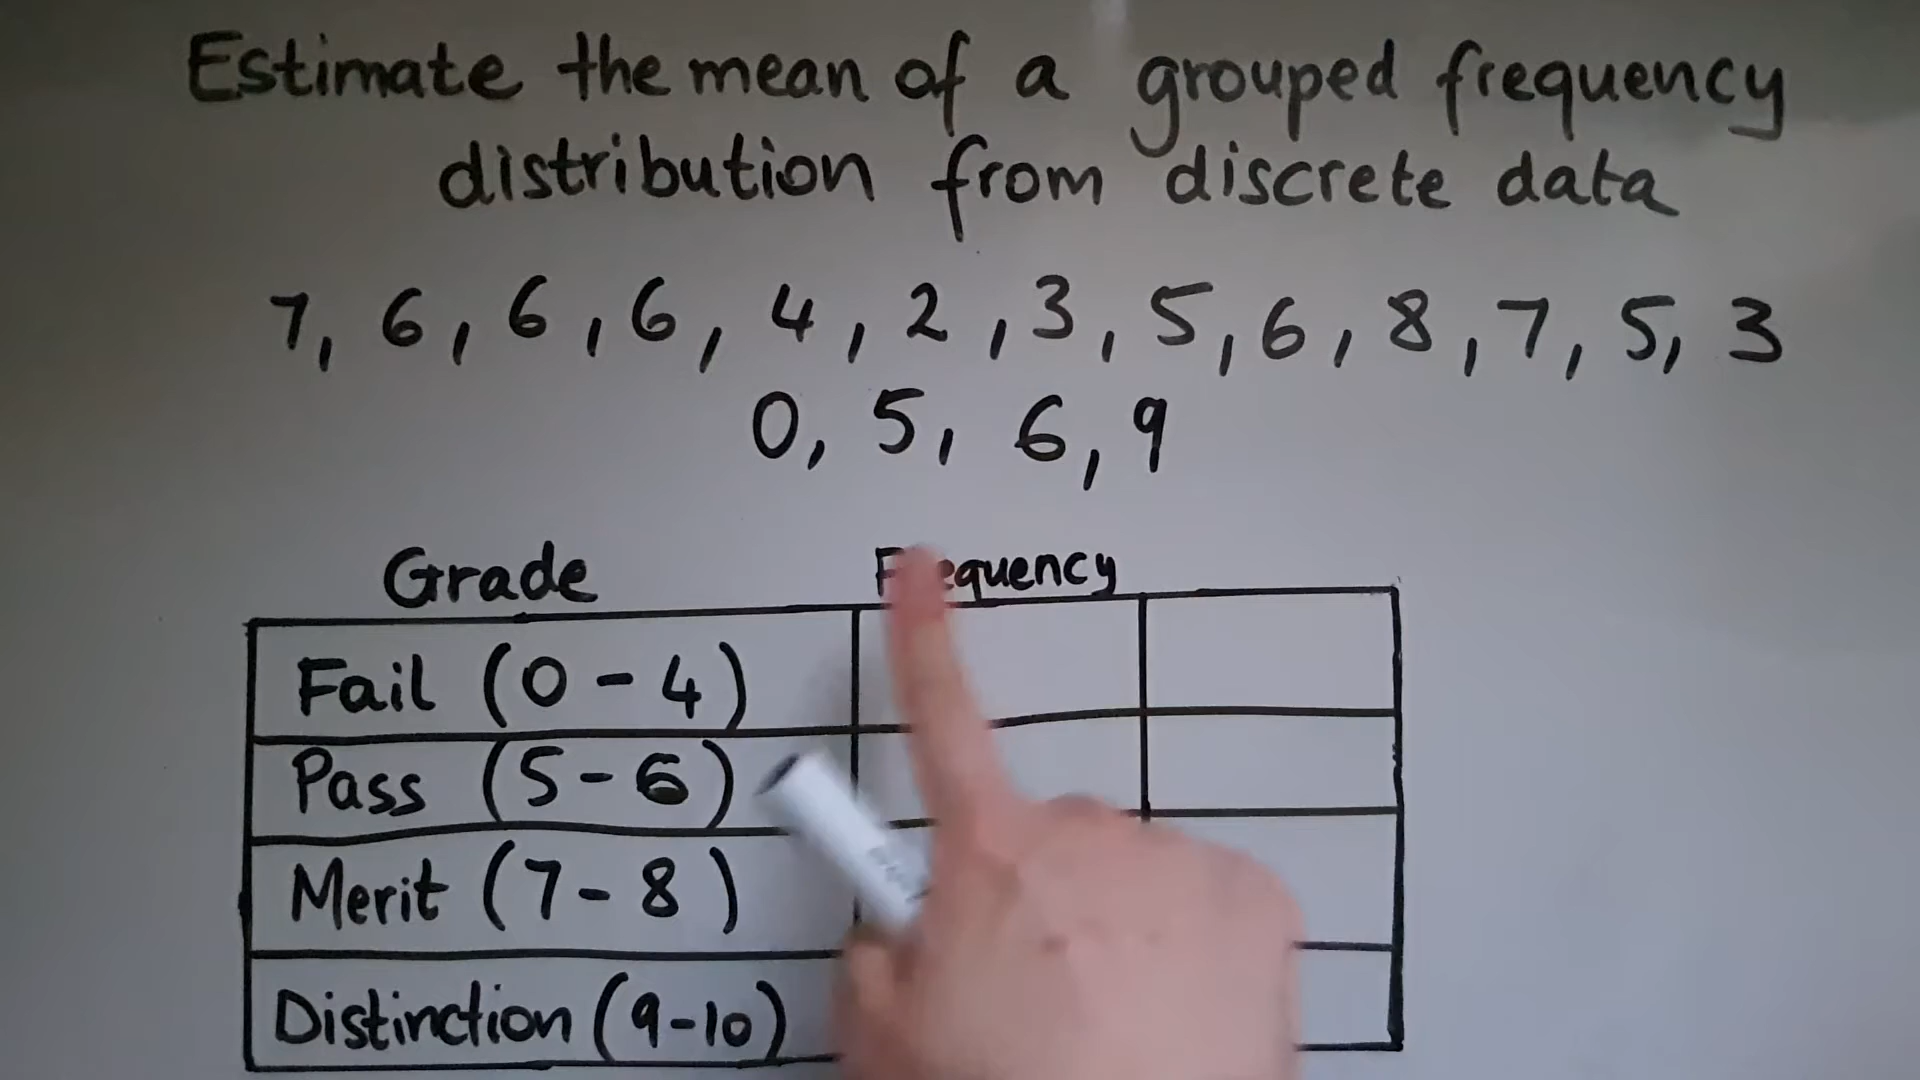 Estimate the mean of a grouped frequency
distribution from discrete data
7, 6, 6, 6, 4, 2, 3, 5, 6, 8, 7, 5, 3
0, 5, 6, 9
Grade Frequency
Fail (0-4)
Pass (5-6)
Merit (7-8)
Distinction (9-10)